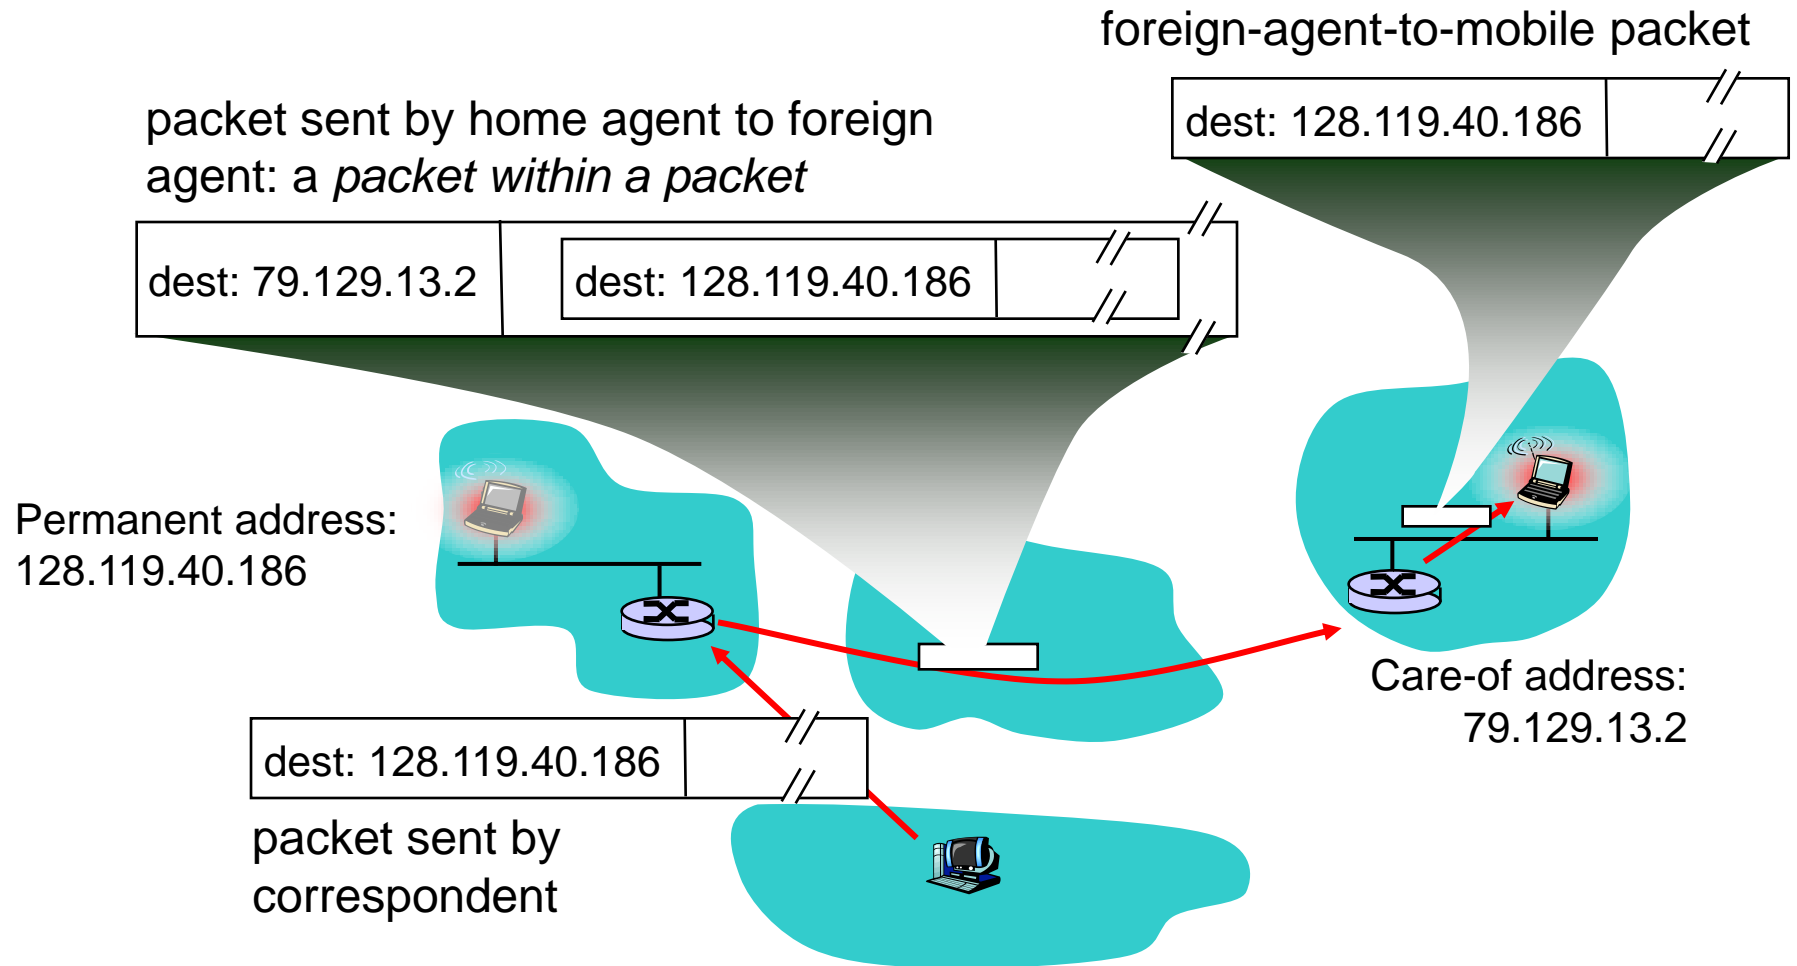 foreign-agent-to-mobile packet
dest: 128.119.40.186
packet sent by home agent to foreign
agent: a packet within a packet
dest: 79.129.13.2
dest: 128.119.40.186
Permanent address:
128.119.40.186
Care-of address:
79.129.13.2
dest: 128.119.40.186
packet sent by
correspondent